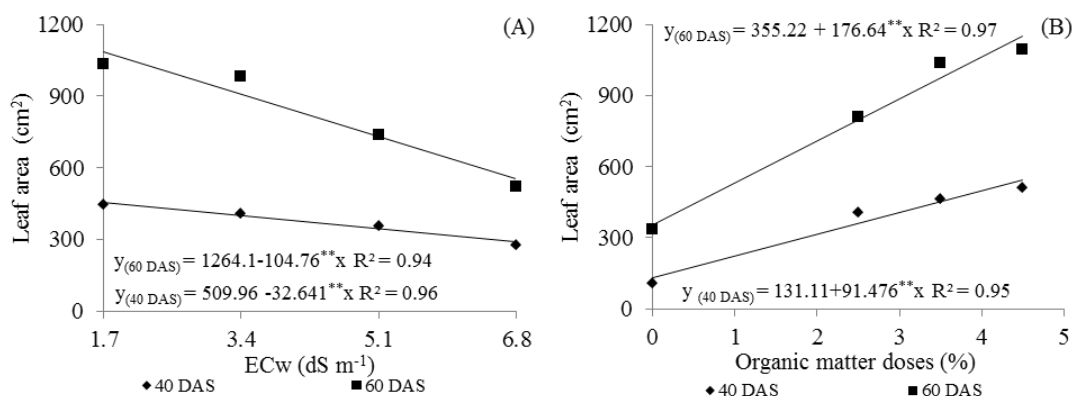 1200
900
600
300
0
Leaf area (cm²)
(A)
y(60 DAS) = 1264.1-104.76**x R² = 0.94
y(40 DAS) = 509.96 -32.641**x R² = 0.96
1.7 3.4 5.1 6.8
ECw (dS m⁻¹)
40 DAS 60 DAS
1200
900
600
300
0
Leaf area (cm²)
y(60 DAS) = 355.22 + 176.64**x R² = 0.97
(B)
y (40 DAS) = 131.11+91.476**x R² = 0.95
0 1 2 3 4 5
Organic matter doses (%)
40 DAS 60 DAS